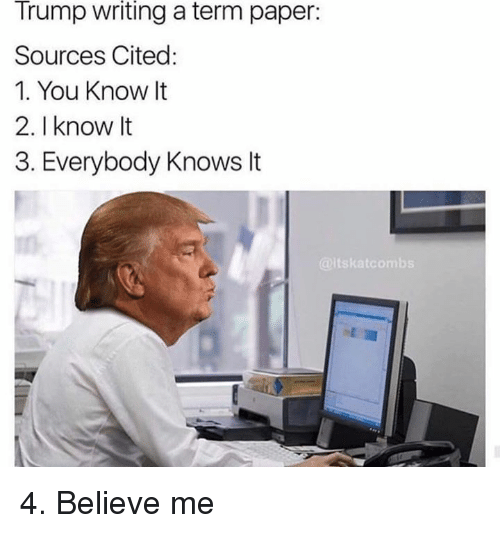 Trump writing a term paper:
Sources Cited:
1. You Know It
2. I know It
3. Everybody Knows It
@itskatcombs
4. Believe me